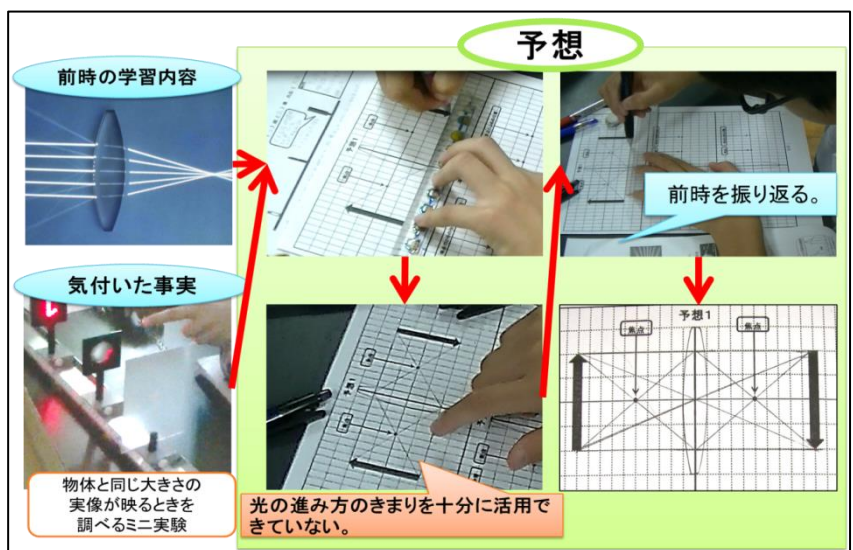 予想
前時の学習内容
気付いた事実
物体と同じ大きさの
実像が映るときを
調べるミニ実験
予想1
光の進み方のきまりを十分に活用で
きていない。
前時を振り返る。
予想1
焦点
焦点